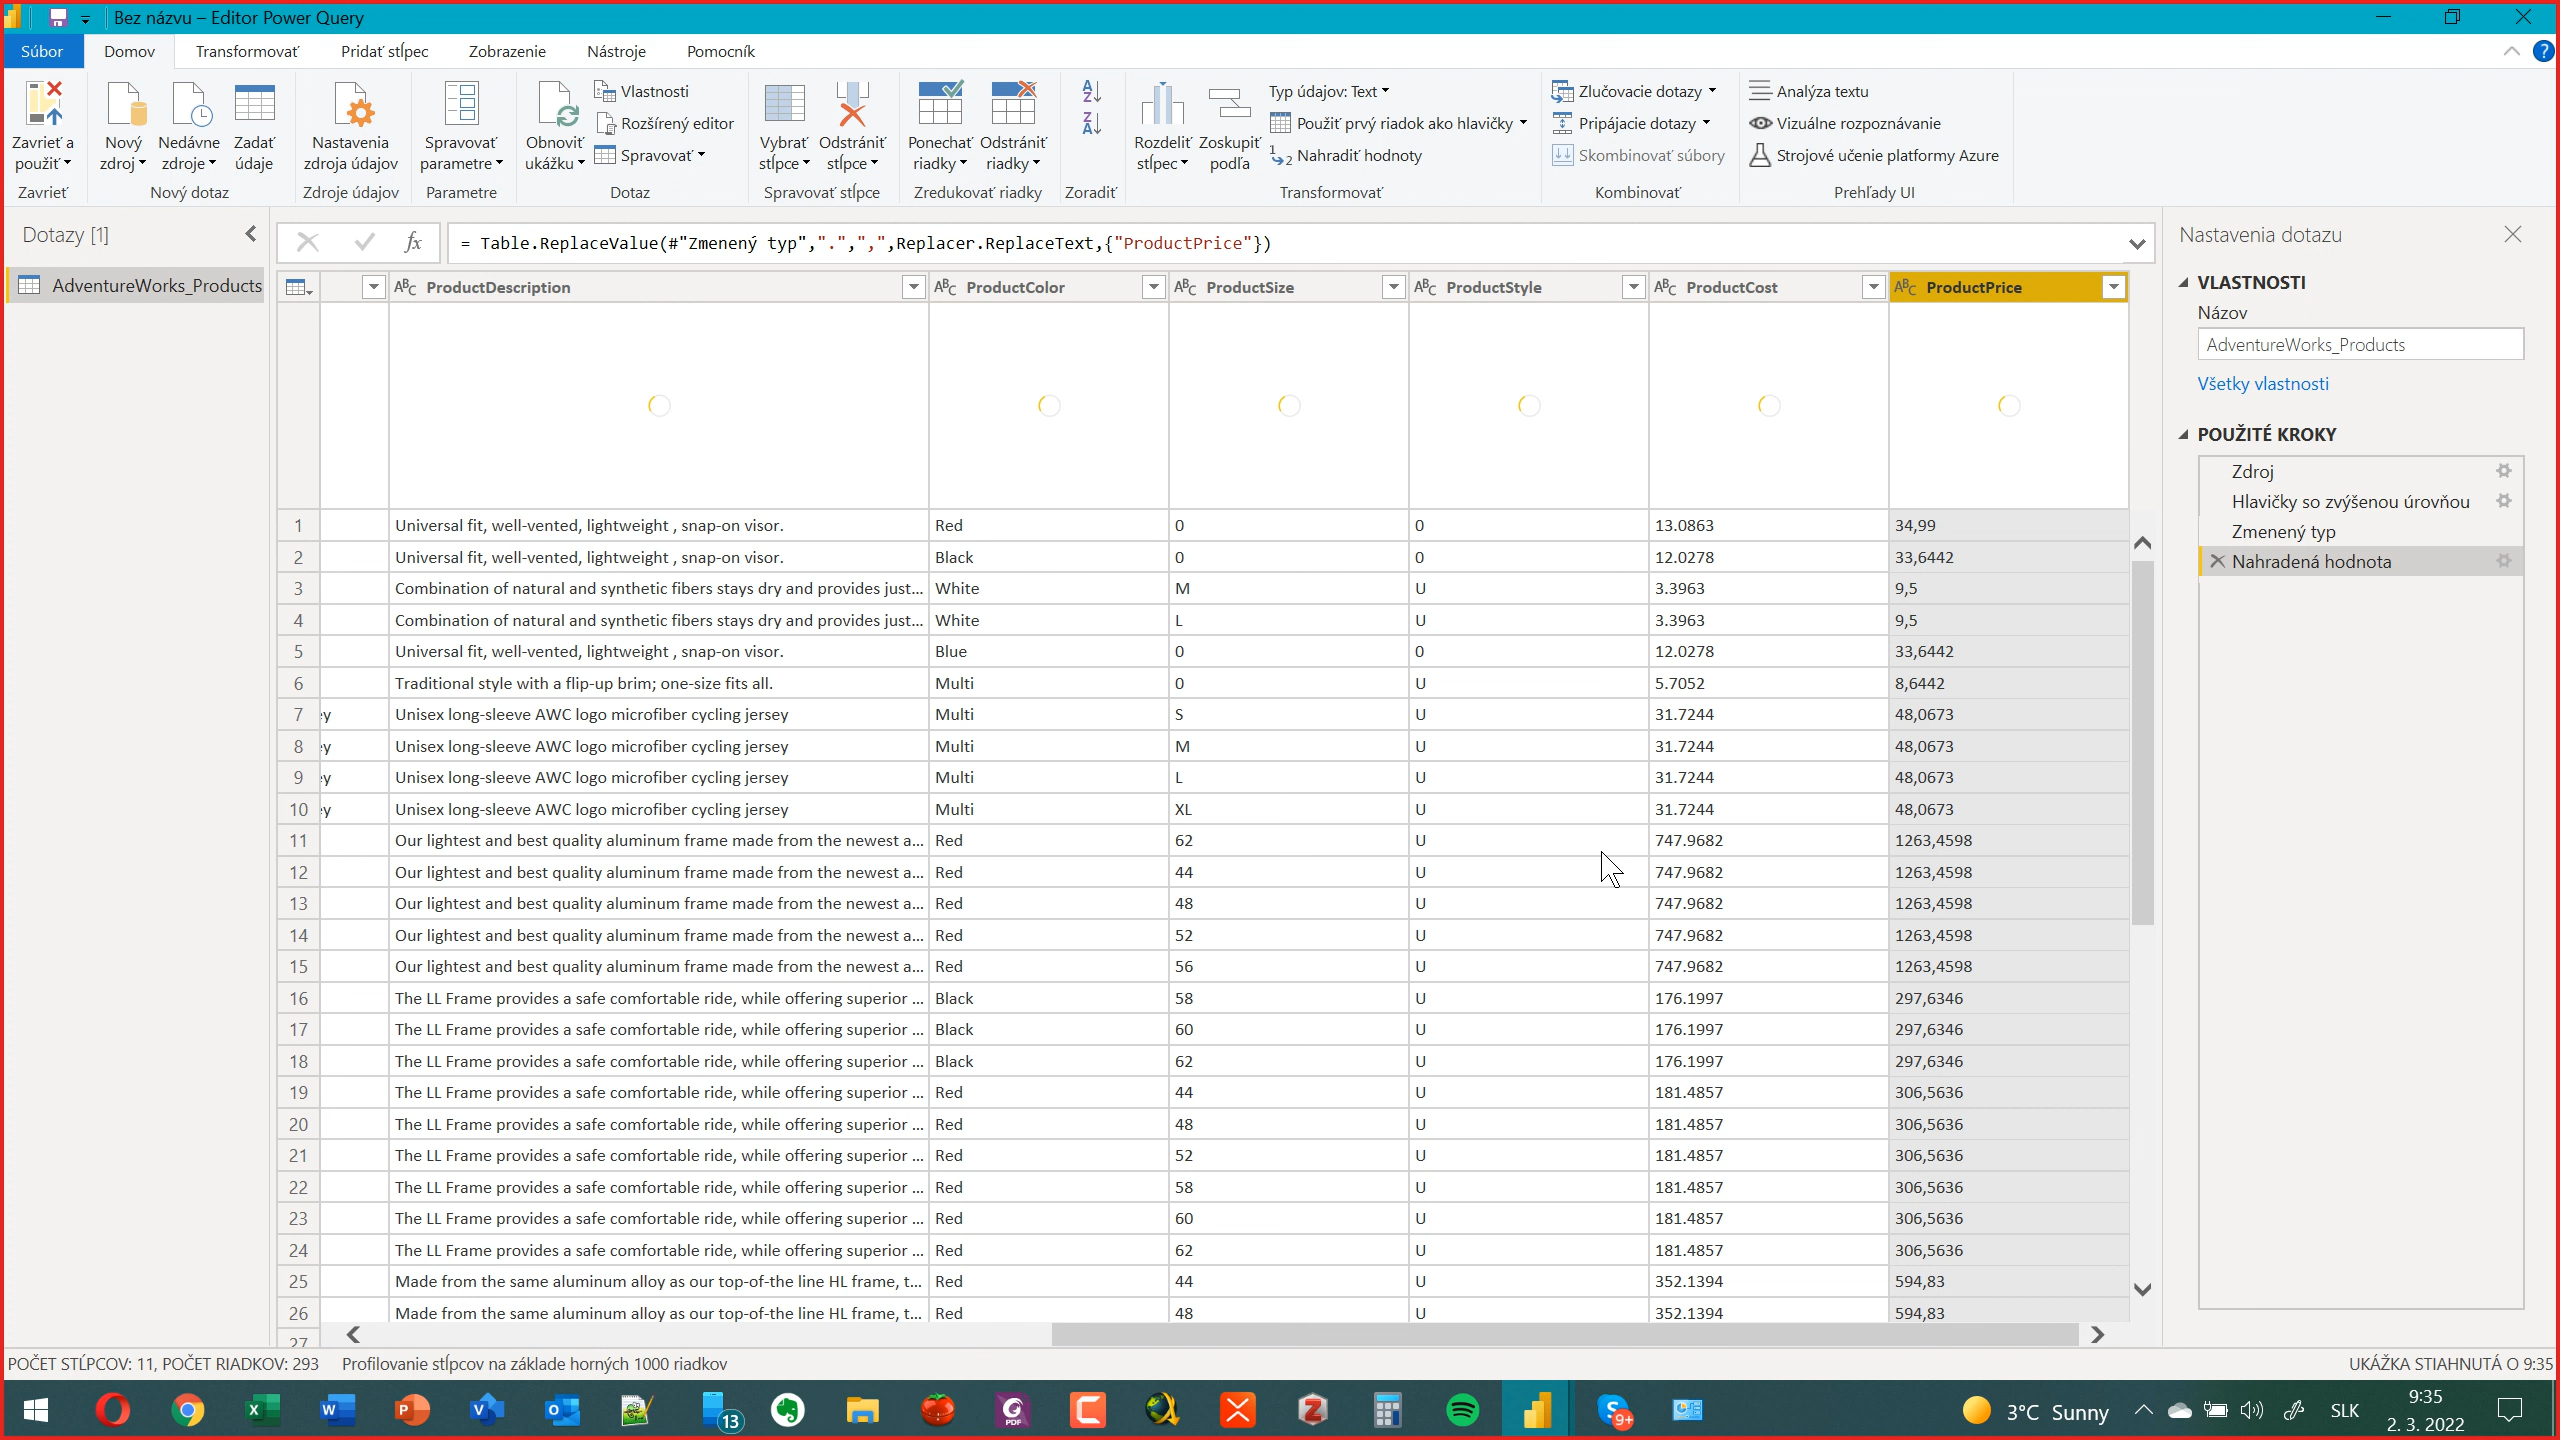 Bez názvu – Editor Power Query
Súbor Domov Transformovať Pridať stĺpec Zobrazenie Nástroje Pomocník
Zavrieť a použiť
Nový zdroj
Nedávne zdroje
Zadať údaje
Nastavenia zdroja údajov
Spravovať parametre
Obnoviť ukážku
Vlastnosti
Rozšírený editor
Spravovať
Vybrať stĺpce
Odstrániť stĺpce
Ponechať riadky
Odstrániť riadky
Rozdeliť stĺpec
Zoskupiť podľa
Typ údajov: Text
Použiť prvý riadok ako hlavičky
Nahradiť hodnoty
Zlučovacie dotazy
Pripájacie dotazy
Skombinovať súbory
Analýza textu
Vizuálne rozpoznávanie
Strojové učenie platformy Azure
Zavrieť Nový dotaz Zdroje údajov Parametre Dotaz Spravovať stĺpce Zredukovať riadky Zoradiť Transformovať Kombinovať Prehľady UI
Dotazy [1]
AdventureWorks_Products
fx = Table.ReplaceValue(#"Zmenený typ",".",",",Replacer.ReplaceText,{"ProductPrice"})
ProductDescription ProductColor ProductSize ProductStyle ProductCost ProductPrice
1 Universal fit, well-vented, lightweight , snap-on visor. Red 0 0 13.0863 34,99
2 Universal fit, well-vented, lightweight , snap-on visor. Black 0 0 12.0278 33,6442
3 Combination of natural and synthetic fibers stays dry and provides just... White M U 3.3963 9,5
4 Combination of natural and synthetic fibers stays dry and provides just... White L U 3.3963 9,5
5 Universal fit, well-vented, lightweight , snap-on visor. Blue 0 0 12.0278 33,6442
6 Traditional style with a flip-up brim; one-size fits all. Multi 0 U 5.7052 8,6442
7 y Unisex long-sleeve AWC logo microfiber cycling jersey Multi S U 31.7244 48,0673
8 y Unisex long-sleeve AWC logo microfiber cycling jersey Multi M U 31.7244 48,0673
9 y Unisex long-sleeve AWC logo microfiber cycling jersey Multi L U 31.7244 48,0673
10 y Unisex long-sleeve AWC logo microfiber cycling jersey Multi XL U 31.7244 48,0673
11 Our lightest and best quality aluminum frame made from the newest a... Red 62 U 747.9682 1263,4598
12 Our lightest and best quality aluminum frame made from the newest a... Red 44 U 747.9682 1263,4598
13 Our lightest and best quality aluminum frame made from the newest a... Red 48 U 747.9682 1263,4598
14 Our lightest and best quality aluminum frame made from the newest a... Red 52 U 747.9682 1263,4598
15 Our lightest and best quality aluminum frame made from the newest a... Red 56 U 747.9682 1263,4598
16 The LL Frame provides a safe comfortable ride, while offering superior ... Black 58 U 176.1997 297,6346
17 The LL Frame provides a safe comfortable ride, while offering superior ... Black 60 U 176.1997 297,6346
18 The LL Frame provides a safe comfortable ride, while offering superior ... Black 62 U 176.1997 297,6346
19 The LL Frame provides a safe comfortable ride, while offering superior ... Red 44 U 181.4857 306,5636
20 The LL Frame provides a safe comfortable ride, while offering superior ... Red 48 U 181.4857 306,5636
21 The LL Frame provides a safe comfortable ride, while offering superior ... Red 52 U 181.4857 306,5636
22 The LL Frame provides a safe comfortable ride, while offering superior ... Red 58 U 181.4857 306,5636
23 The LL Frame provides a safe comfortable ride, while offering superior ... Red 60 U 181.4857 306,5636
24 The LL Frame provides a safe comfortable ride, while offering superior ... Red 62 U 181.4857 306,5636
25 Made from the same aluminum alloy as our top-of-the line HL frame, t... Red 44 U 352.1394 594,83
26 Made from the same aluminum alloy as our top-of-the line HL frame, t... Red 48 U 352.1394 594,83
27
Nastavenia dotazu
VLASTNOSTI
Názov
AdventureWorks_Products
Všetky vlastnosti
POUŽITÉ KROKY
Zdroj
Hlavičky so zvýšenou úrovňou
Zmenený typ
Nahradená hodnota
POČET STĹPCOV: 11, POČET RIADKOV: 293 Profilovanie stĺpcov na základe horných 1000 riadkov UKÁŽKA STIAHNUTÁ O 9:35
13
9+
3°C Sunny
SLK
9:35
2. 3. 2022